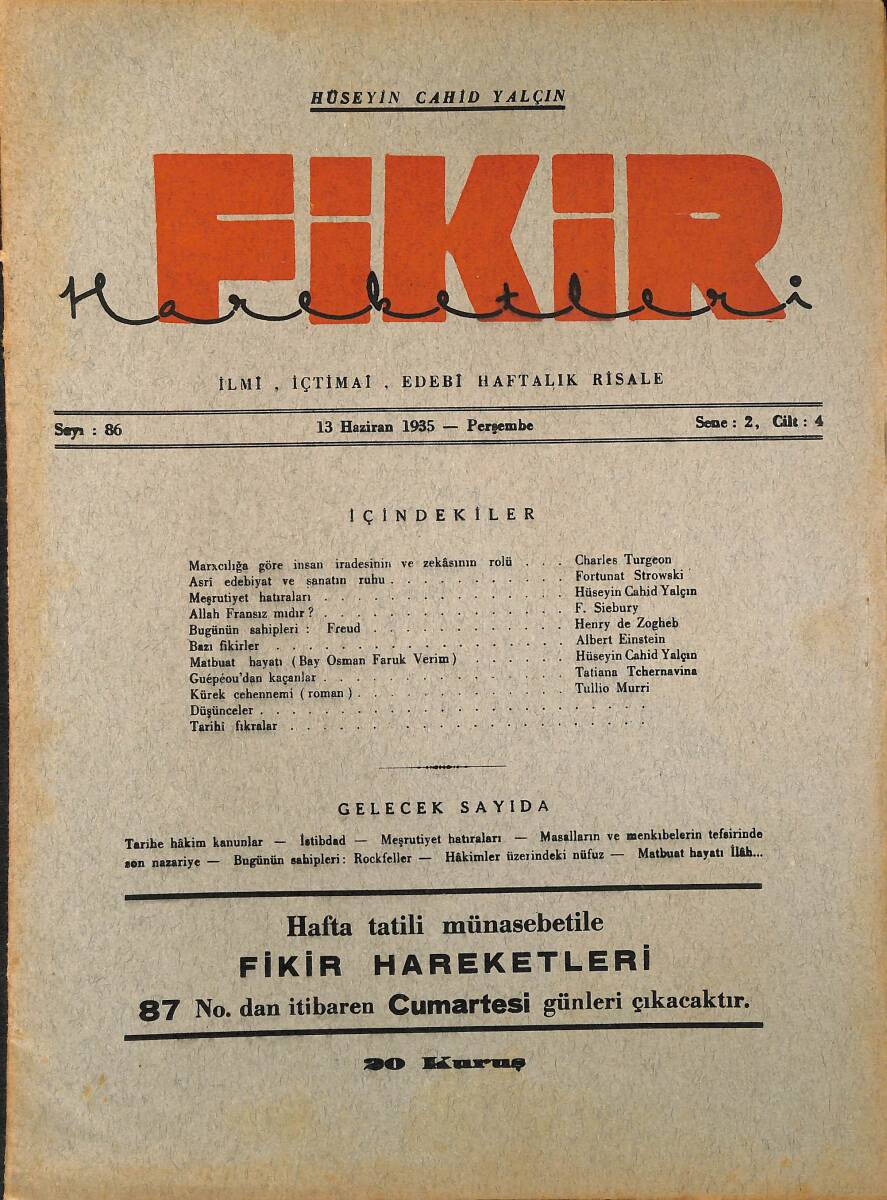 HÜSEYİN CAHİD YALÇIN
FİKİR
Hareketleri
İLMÎ , İÇTİMAÎ , EDEBÎ HAFTALIK RİSALE
Sayı : 86 13 Haziran 1935 — Perşembe Sene : 2, Cilt : 4
İÇİNDEKİLER
Marxcılığa göre insan iradesinin ve zekâsının rolü . . . Charles Turgeon
Asrî edebiyat ve sanatın ruhu . . . . . . . . . . Fortunat Strowski
Meşrutiyet hatıraları . . . . . . . . . . . . . . Hüseyin Cahid Yalçın
Allah Fransız mıdır ? . . . . . . . . . . . . . . F. Siebury
Bugünün sahipleri : Freud . . . . . . . . . . . Henry de Zogheb
Bazı fikirler . . . . . . . . . . . . . . . . . Albert Einstein
Matbuat hayatı ( Bay Osman Faruk Verim ) . . . . . . Hüseyin Cahid Yalçın
Guépéou'dan kaçanlar . . . . . . . . . . . . . . Tatiana Tchernavina
Kürek cehennemi ( roman ) . . . . . . . . . . . . Tullio Murri
Düşünceler . . . . . . . . . . . . . . . . . . . . . .
Tarihî fıkralar . . . . . . . . . . . . . . . . . . . .
GELECEK SAYIDA
Tarihe hâkim kanunlar — İstibdad — Meşrutiyet hatıraları — Masalların ve menkıbelerin tefsirinde
son nazariye — Bugünün sahipleri : Rockfeller — Hâkimler üzerindeki nüfuz — Matbuat hayatı İlâh...
Hafta tatili münasebetile
FİKİR HAREKETLERİ
87 No. dan itibaren Cumartesi günleri çıkacaktır.
20 Kuruş